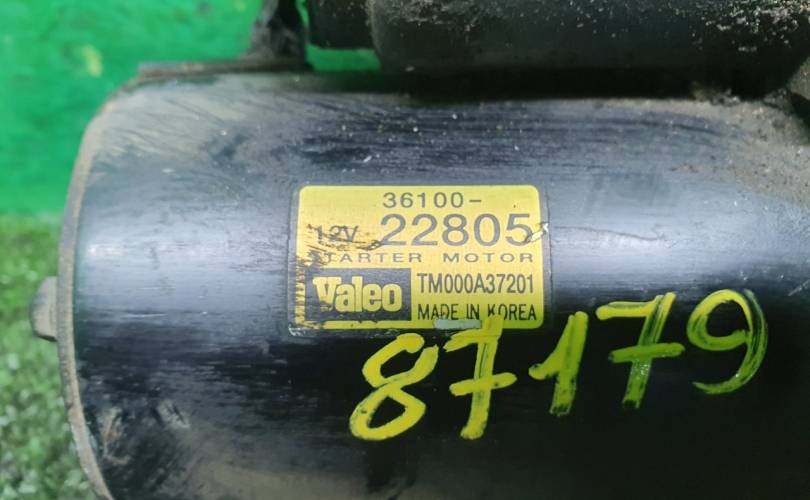 36100-
12V 22805
STARTER MOTOR
Valeo TM000A37201
MADE IN KOREA
87179